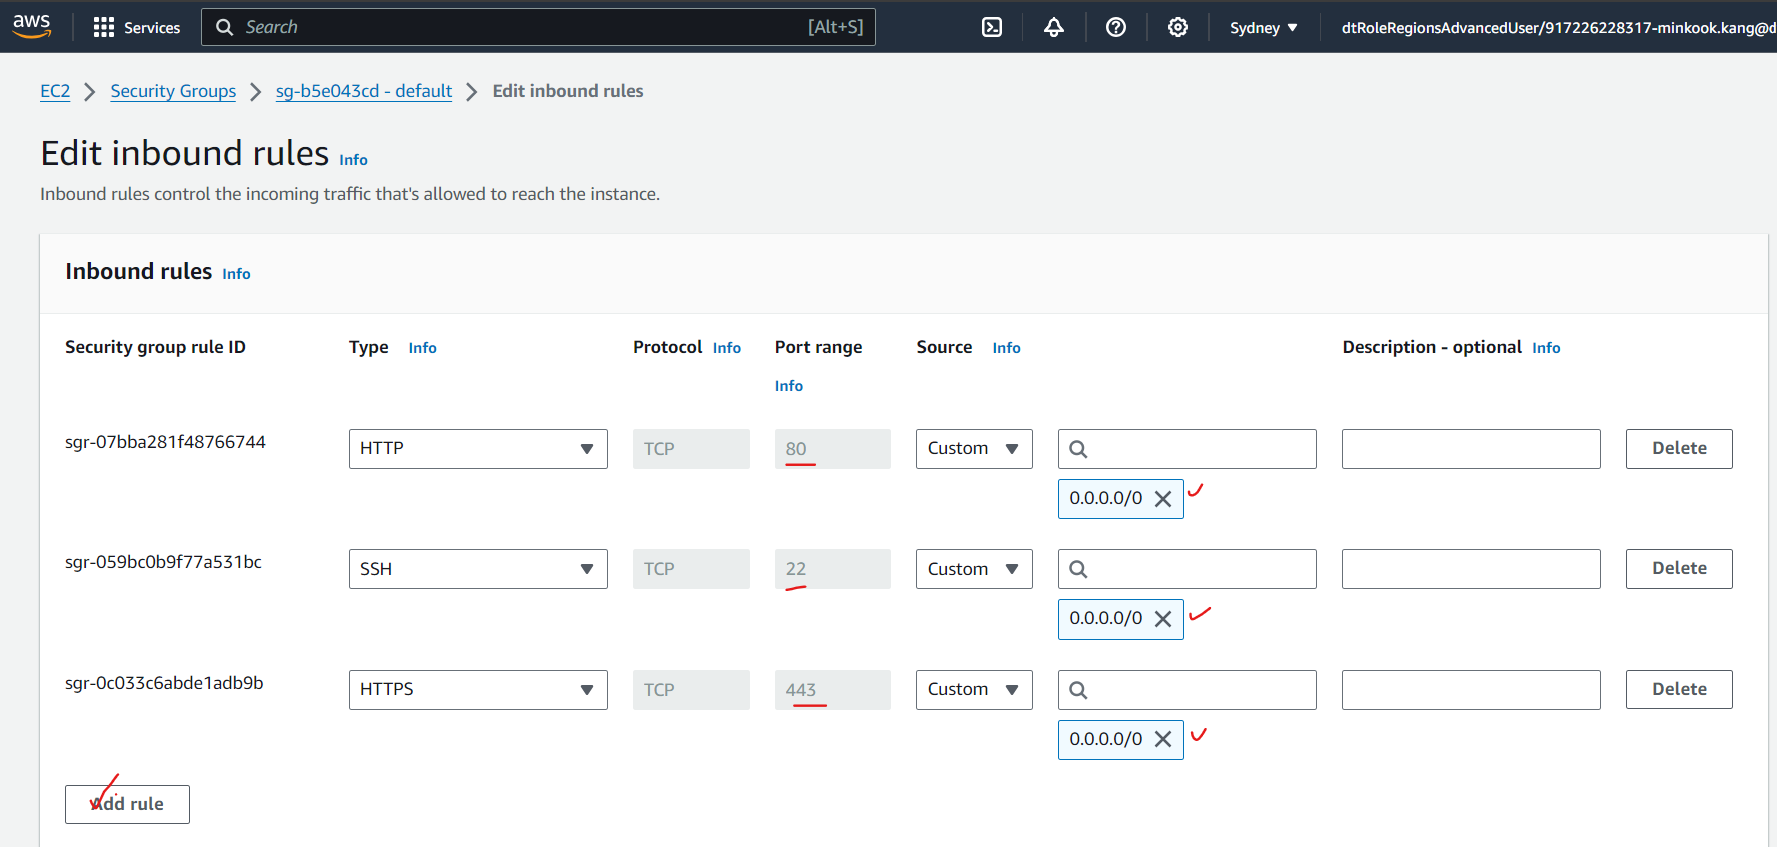 aws Services Search [Alt+S] Sydney dtRoleRegionsAdvancedUser/917226228317-minkook.kang@d
EC2 Security Groups sg-b5e043cd - default Edit inbound rules
Edit inbound rules Info
Inbound rules control the incoming traffic that's allowed to reach the instance.
Inbound rules Info
Security group rule ID Type Info Protocol Info Port range Source Info Description - optional Info
Info
sgr-07bba281f48766744 HTTP TCP 80 Custom Delete
0.0.0.0/0
sgr-059bc0b9f77a531bc SSH TCP 22 Custom Delete
0.0.0.0/0
sgr-0c033c6abde1adb9b HTTPS TCP 443 Custom Delete
0.0.0.0/0
Add rule